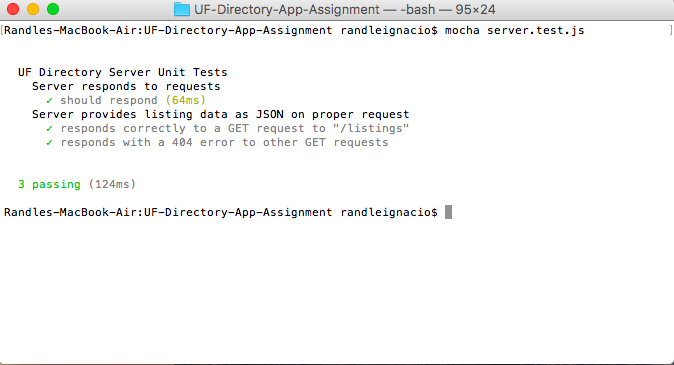 UF-Directory-App-Assignment — -bash — 95×24
[Randles-MacBook-Air:UF-Directory-App-Assignment randleignacio$ mocha server.test.js ]
UF Directory Server Unit Tests
Server responds to requests
✓ should respond (64ms)
Server provides listing data as JSON on proper request
✓ responds correctly to a GET request to "/listings"
✓ responds with a 404 error to other GET requests
3 passing (124ms)
Randles-MacBook-Air:UF-Directory-App-Assignment randleignacio$